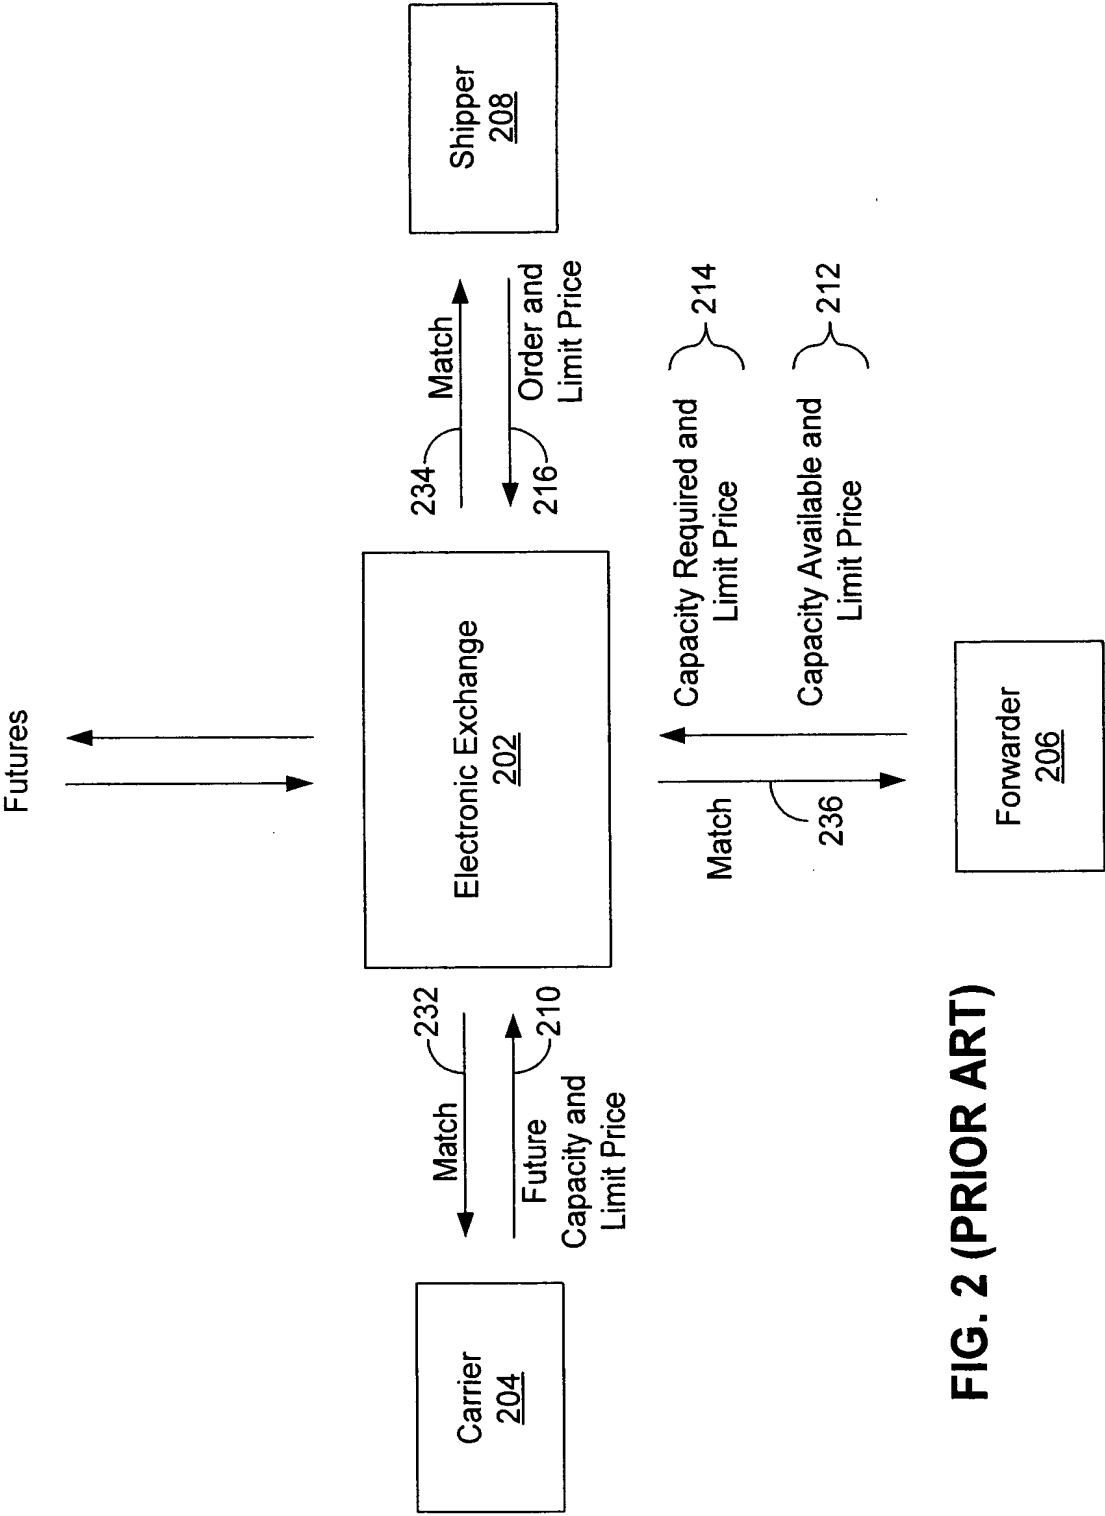 Futures
Carrier
204
Match
232
Future
Capacity and
Limit Price
210
Electronic Exchange
202
234
Match
216
Order and
Limit Price
Shipper
208
Match
236
Capacity Required and
Limit Price
214
Capacity Available and
Limit Price
212
Forwarder
206
FIG. 2 (PRIOR ART)